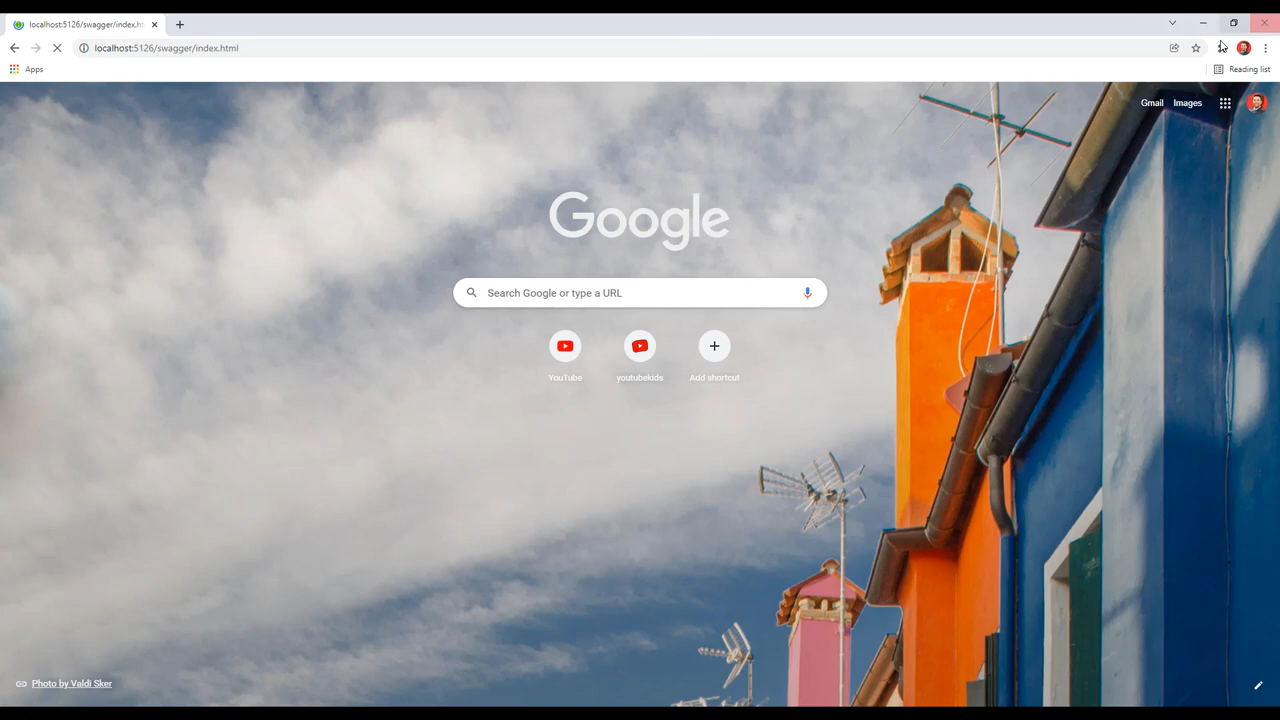 localhost:5126/swagger/index.ht
localhost:5126/swagger/index.html
Apps
Reading list
Gmail
Images
Google
Search Google or type a URL
YouTube
youtubekids
Add shortcut
Photo by Valdi Sker